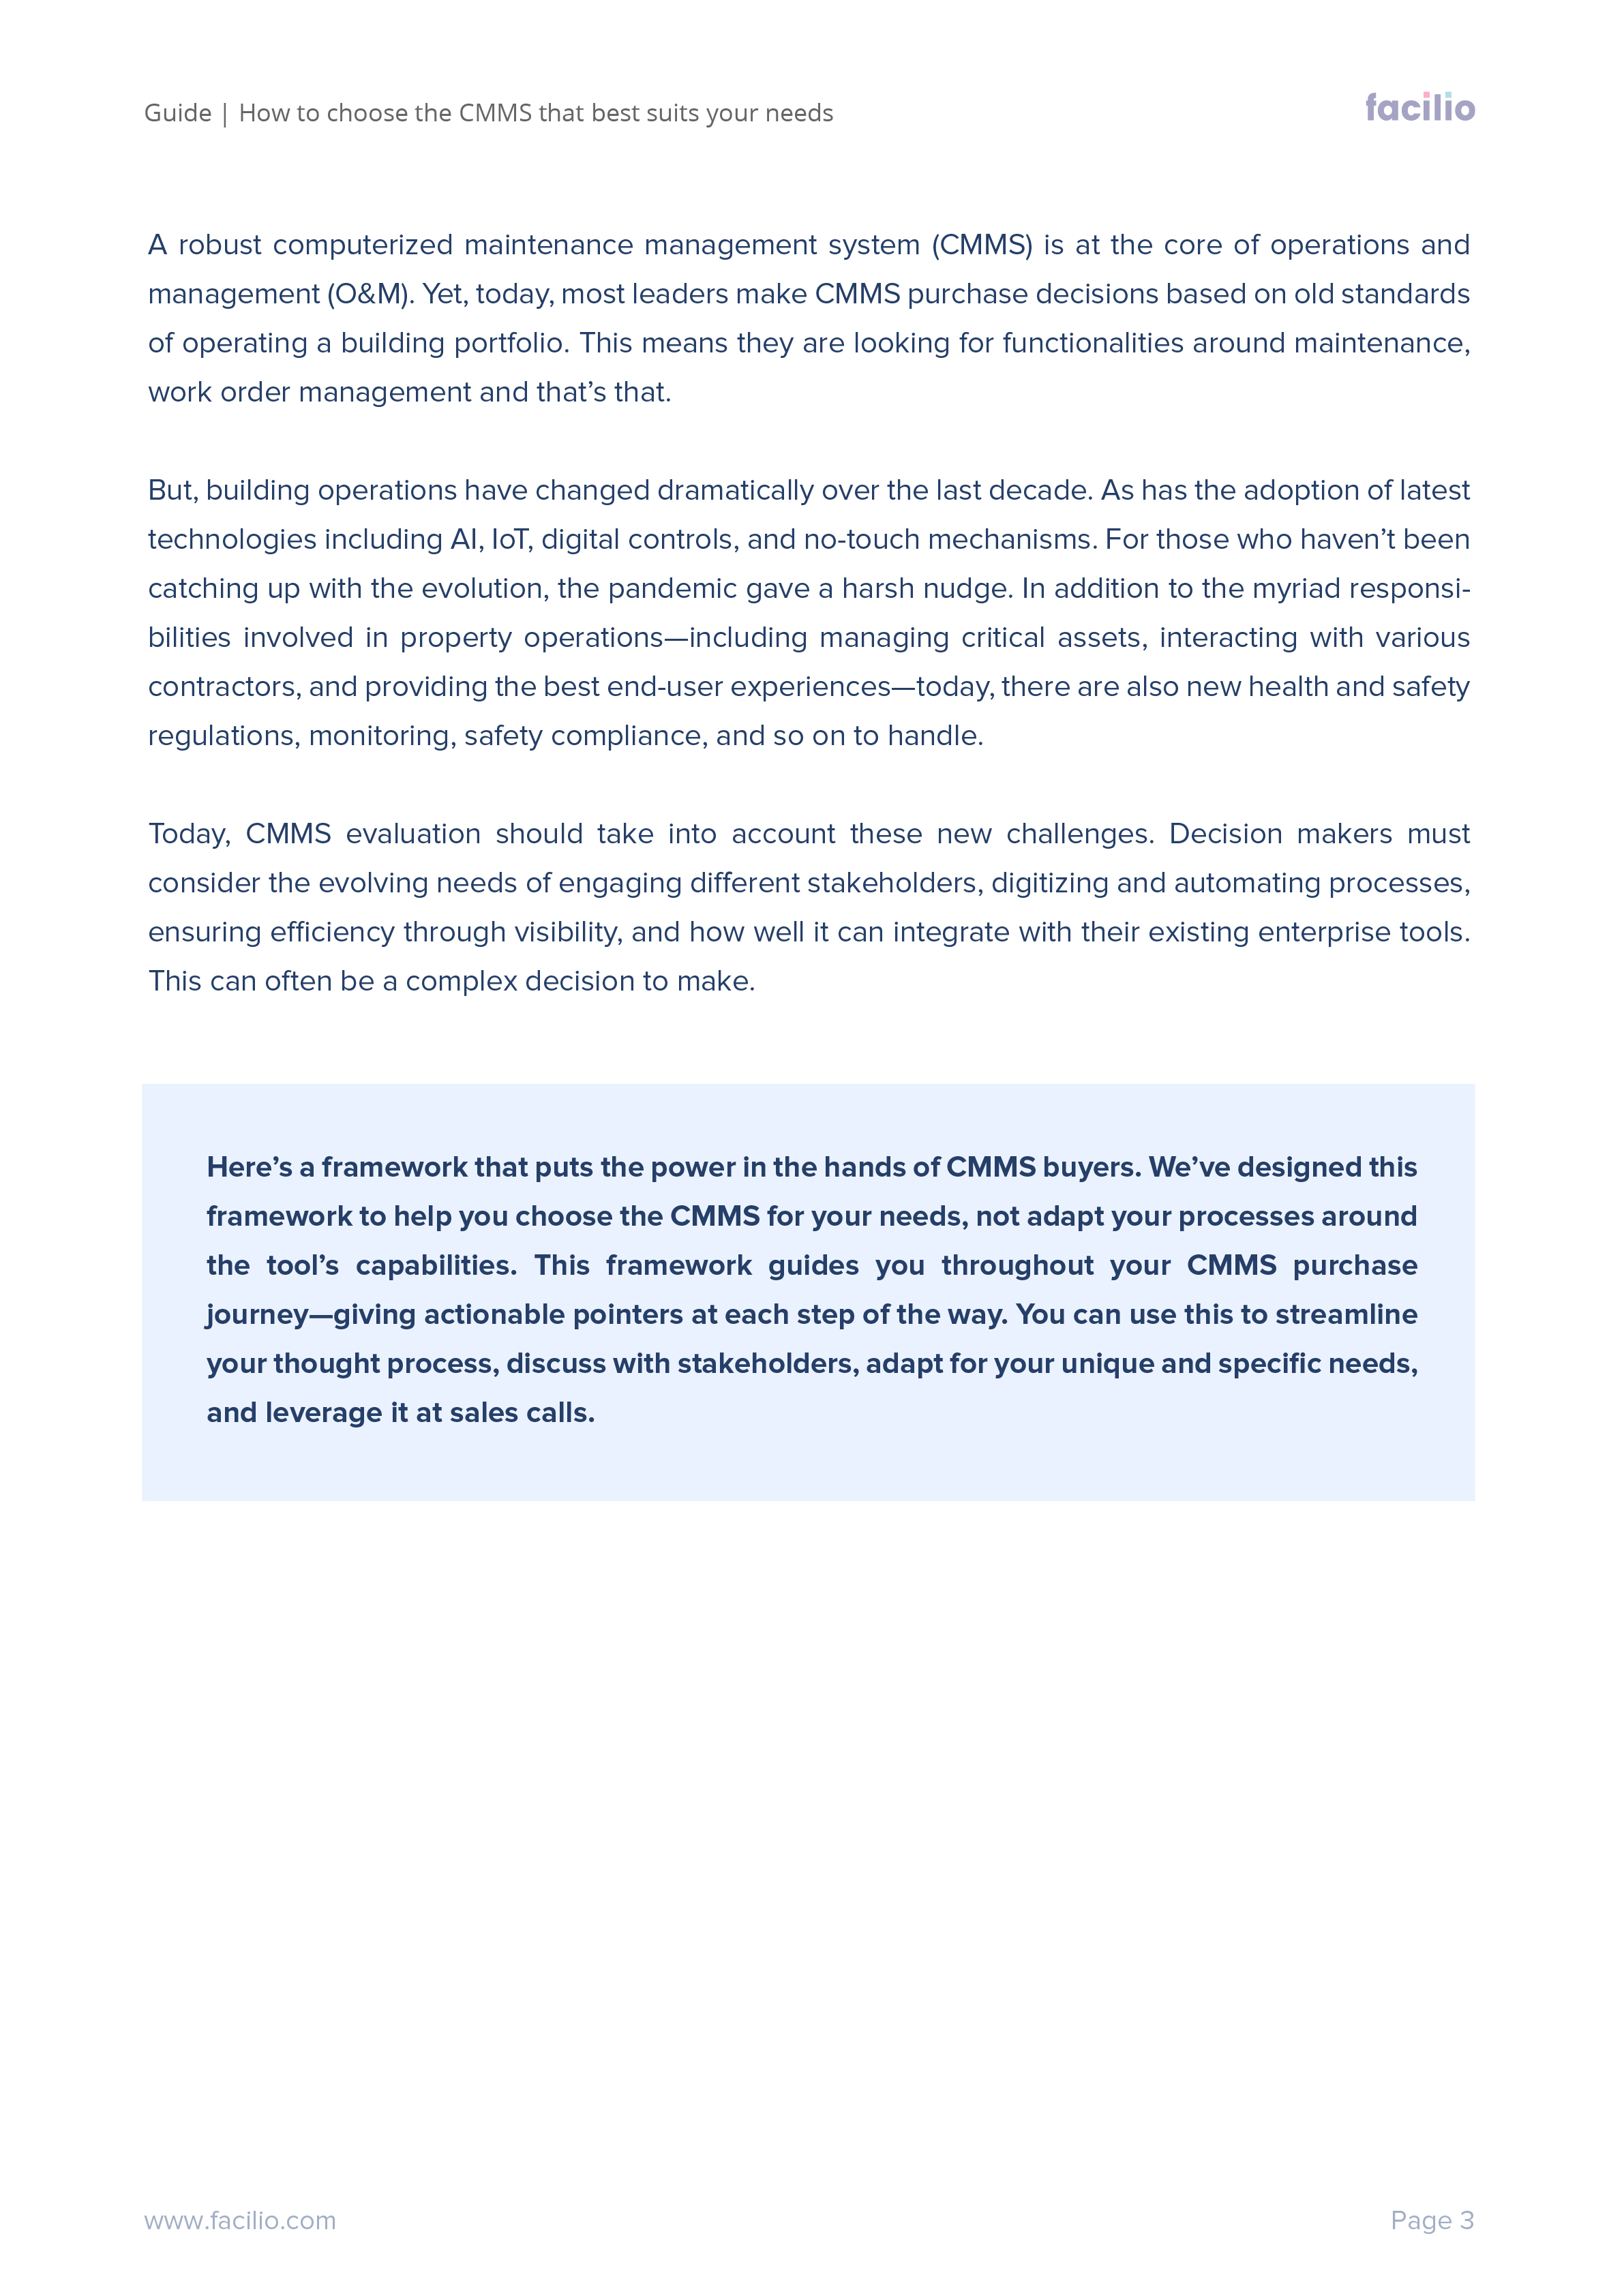 Guide | How to choose the CMMS that best suits your needs
facilio
A robust computerized maintenance management system (CMMS) is at the core of operations and
management (O&M). Yet, today, most leaders make CMMS purchase decisions based on old standards
of operating a building portfolio. This means they are looking for functionalities around maintenance,
work order management and that’s that.
But, building operations have changed dramatically over the last decade. As has the adoption of latest
technologies including AI, IoT, digital controls, and no-touch mechanisms. For those who haven’t been
catching up with the evolution, the pandemic gave a harsh nudge. In addition to the myriad responsi-
bilities involved in property operations—including managing critical assets, interacting with various
contractors, and providing the best end-user experiences—today, there are also new health and safety
regulations, monitoring, safety compliance, and so on to handle.
Today, CMMS evaluation should take into account these new challenges. Decision makers must
consider the evolving needs of engaging different stakeholders, digitizing and automating processes,
ensuring efficiency through visibility, and how well it can integrate with their existing enterprise tools.
This can often be a complex decision to make.
Here’s a framework that puts the power in the hands of CMMS buyers. We’ve designed this
framework to help you choose the CMMS for your needs, not adapt your processes around
the tool’s capabilities. This framework guides you throughout your CMMS purchase
journey—giving actionable pointers at each step of the way. You can use this to streamline
your thought process, discuss with stakeholders, adapt for your unique and specific needs,
and leverage it at sales calls.
www.facilio.com
Page 3